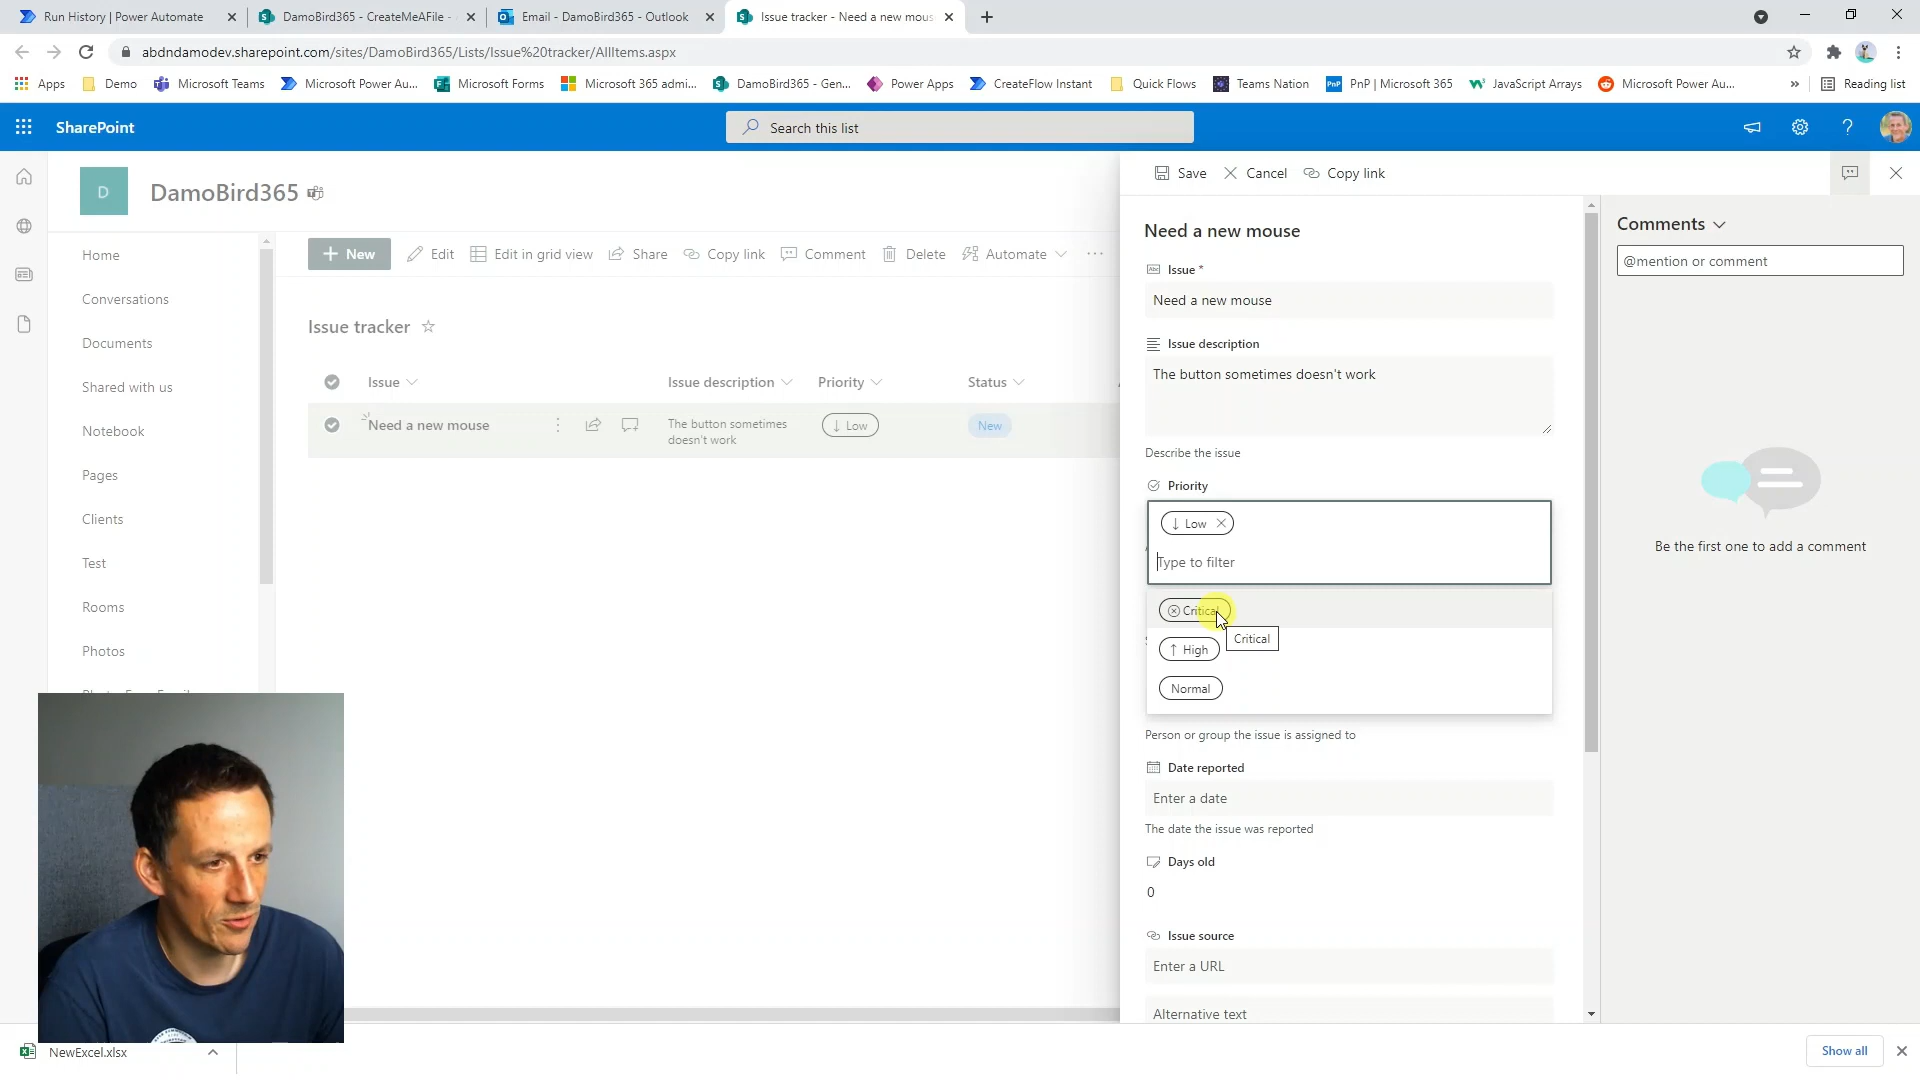 Run History | Power Automate
DamoBird365 - CreateMeAFile -
Email - DamoBird365 - Outlook
Issue tracker - Need a new mous
abdndamodev.sharepoint.com/sites/DamoBird365/Lists/Issue%20tracker/AllItems.aspx
Apps
Demo
Microsoft Teams
Microsoft Power Au...
Microsoft Forms
Microsoft 365 admi...
DamoBird365 - Gen...
Power Apps
CreateFlow Instant
Quick Flows
Teams Nation
PnP
PnP | Microsoft 365
JavaScript Arrays
Microsoft Power Au...
»
Reading list
SharePoint
Search this list
?
D
DamoBird365
Home
Conversations
Documents
Shared with us
Notebook
Pages
Clients
Test
Rooms
Photos
New
Edit
Edit in grid view
Share
Copy link
Comment
Delete
Automate
...
Issue tracker
Issue
Issue description
Priority
Status
Need a new mouse
The button sometimes
doesn't work
↓ Low
New
Save
Cancel
Copy link
Need a new mouse
Abc
Issue *
Need a new mouse
Issue description
The button sometimes doesn't work
Describe the issue
Priority
↓ Low
Type to filter
Critical
Critical
↑ High
Normal
Person or group the issue is assigned to
Date reported
Enter a date
The date the issue was reported
Days old
0
Issue source
Enter a URL
Alternative text
Comments
@mention or comment
Be the first one to add a comment
NewExcel.xlsx
Show all